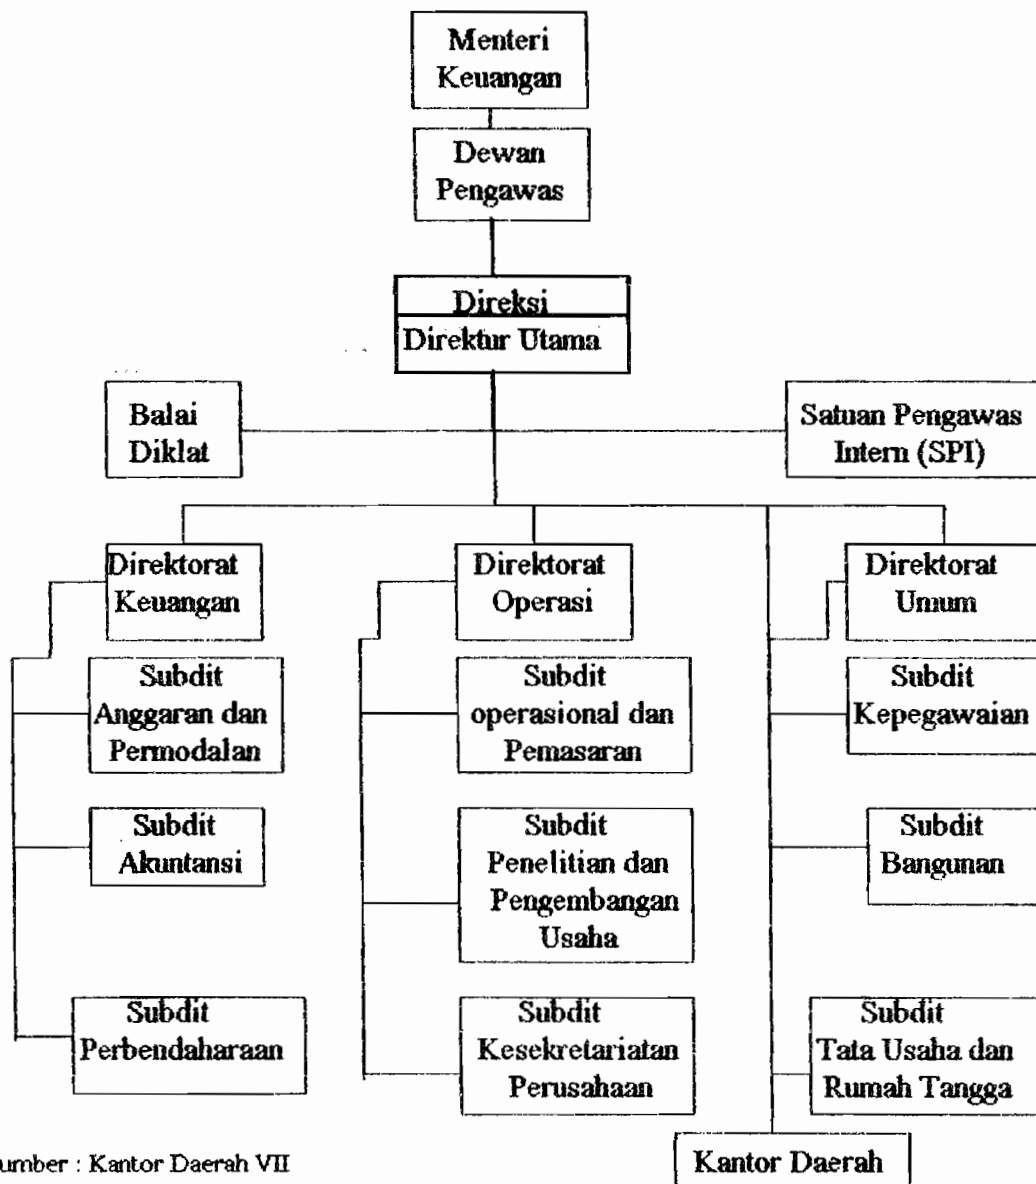 Menteri
Keuangan
Dewan
Pengawas
Direksi
Direktur Utama
Balai
Diklat
Satuan Pengawas
Intern (SPI)
Direktorat
Keuangan
Direktorat
Operasi
Direktorat
Umum
Subdit
Anggaran dan
Permodalan
Subdit
operasional dan
Pemasaran
Subdit
Kepegawaian
Subdit
Akuntansi
Subdit
Penelitian dan
Pengembangan
Usaha
Subdit
Bangunan
Subdit
Perbendaharaan
Subdit
Kesekretariatan
Perusahaan
Subdit
Tata Usaha dan
Rumah Tangga
umber : Kantor Daerah VII
Kantor Daerah